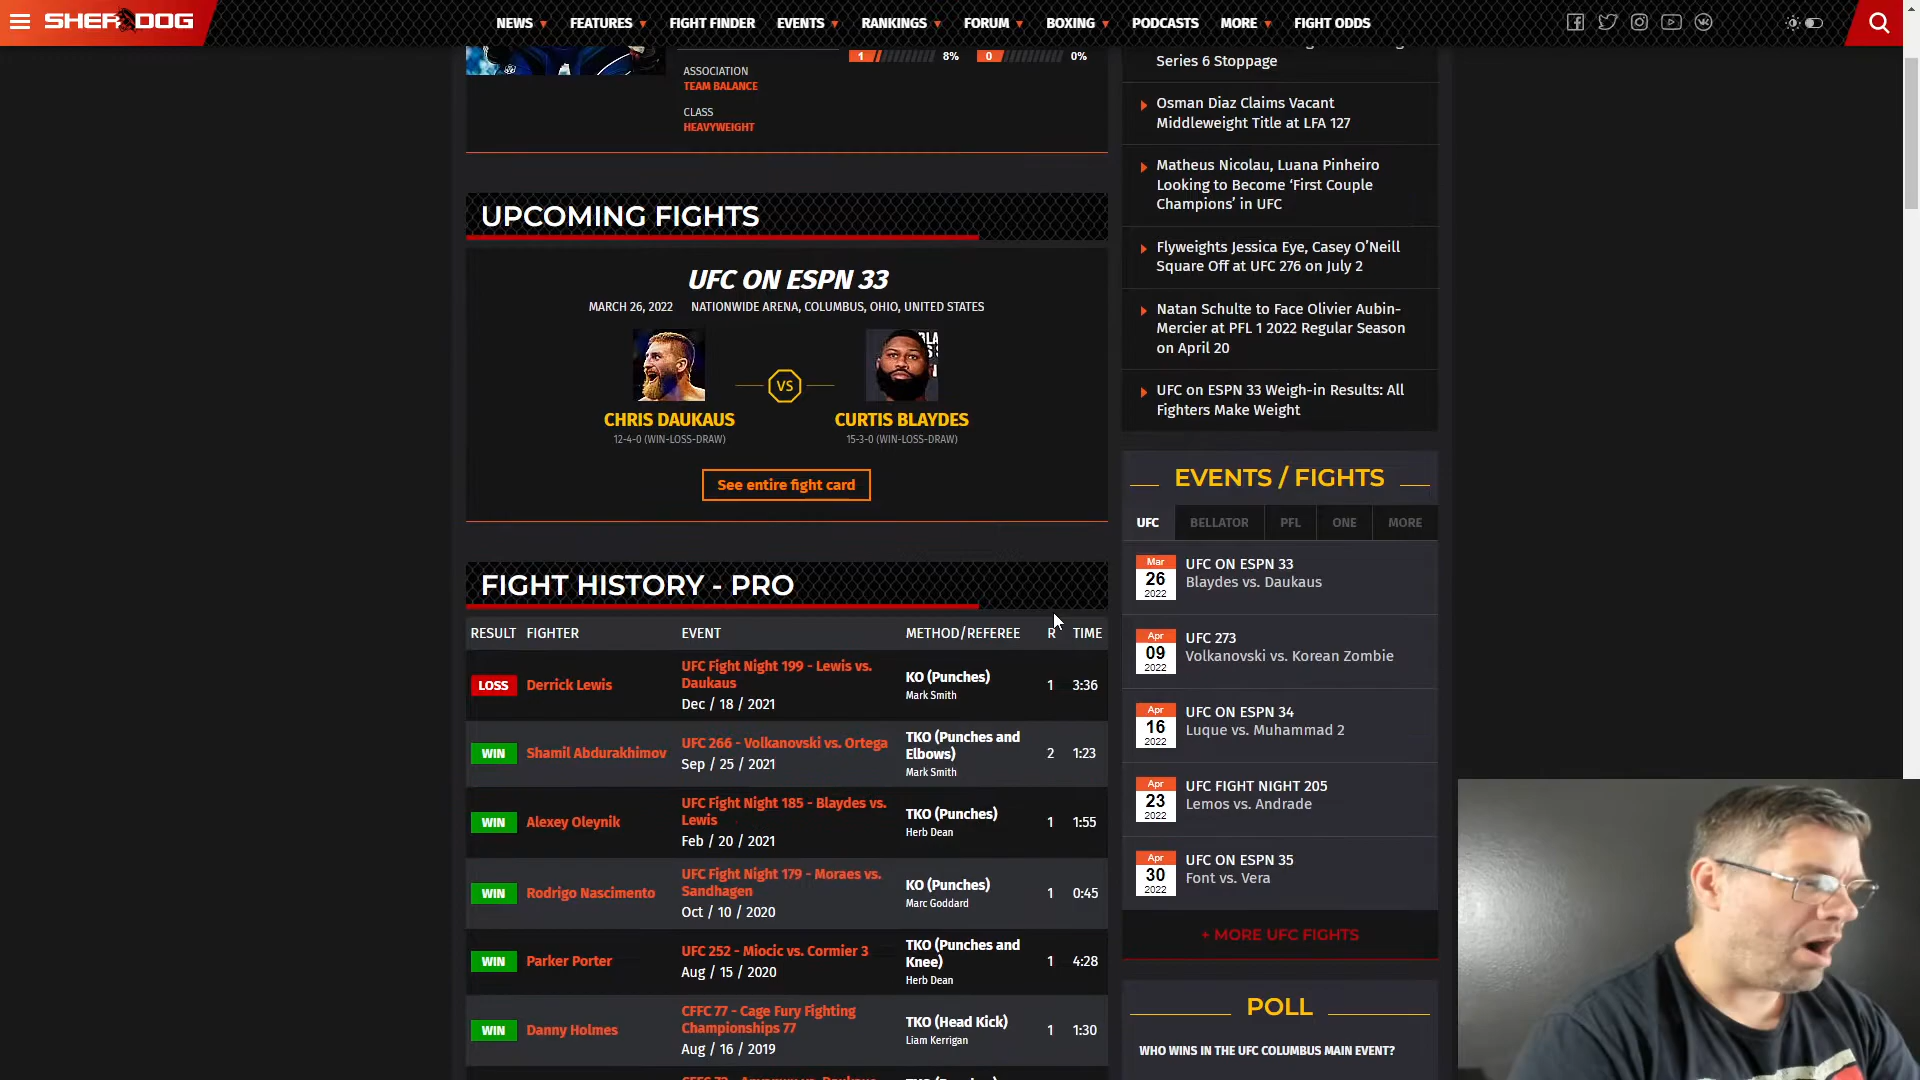 SHERDOG
NEWS FEATURES FIGHT FINDER EVENTS RANKINGS FORUM BOXING PODCASTS MORE FIGHT ODDS
1 8% 0 0%
ASSOCIATION
TEAM BALANCE
CLASS
HEAVYWEIGHT
UPCOMING FIGHTS
UFC ON ESPN 33
MARCH 26, 2022 NATIONWIDE ARENA, COLUMBUS, OHIO, UNITED STATES
VS
CHRIS DAUKAUS CURTIS BLAYDES
12-4-0 (WIN-LOSS-DRAW) 15-3-0 (WIN-LOSS-DRAW)
See entire fight card
FIGHT HISTORY - PRO
RESULT FIGHTER EVENT METHOD/REFEREE R TIME
LOSS Derrick Lewis UFC Fight Night 199 - Lewis vs. Daukaus Dec / 18 / 2021 KO (Punches) Mark Smith 1 3:36
WIN Shamil Abdurakhimov UFC 266 - Volkanovski vs. Ortega Sep / 25 / 2021 TKO (Punches and Elbows) Mark Smith 2 1:23
WIN Alexey Oleynik UFC Fight Night 185 - Blaydes vs. Lewis Feb / 20 / 2021 TKO (Punches) Herb Dean 1 1:55
WIN Rodrigo Nascimento UFC Fight Night 179 - Moraes vs. Sandhagen Oct / 10 / 2020 KO (Punches) Marc Goddard 1 0:45
WIN Parker Porter UFC 252 - Miocic vs. Cormier 3 Aug / 15 / 2020 TKO (Punches and Knee) Herb Dean 1 4:28
WIN Danny Holmes CFFC 77 - Cage Fury Fighting Championships 77 Aug / 16 / 2019 TKO (Head Kick) Liam Kerrigan 1 1:30
Series 6 Stoppage
Osman Diaz Claims Vacant
Middleweight Title at LFA 127
Matheus Nicolau, Luana Pinheiro
Looking to Become ‘First Couple
Champions’ in UFC
Flyweights Jessica Eye, Casey O’Neill
Square Off at UFC 276 on July 2
Natan Schulte to Face Olivier Aubin-
Mercier at PFL 1 2022 Regular Season
on April 20
UFC on ESPN 33 Weigh-in Results: All
Fighters Make Weight
EVENTS / FIGHTS
UFC BELLATOR PFL ONE MORE
Mar 26 2022 UFC ON ESPN 33
Blaydes vs. Daukaus
Apr 09 2022 UFC 273
Volkanovski vs. Korean Zombie
Apr 16 2022 UFC ON ESPN 34
Luque vs. Muhammad 2
Apr 23 2022 UFC FIGHT NIGHT 205
Lemos vs. Andrade
Apr 30 2022 UFC ON ESPN 35
Font vs. Vera
+ MORE UFC FIGHTS
POLL
WHO WINS IN THE UFC COLUMBUS MAIN EVENT?